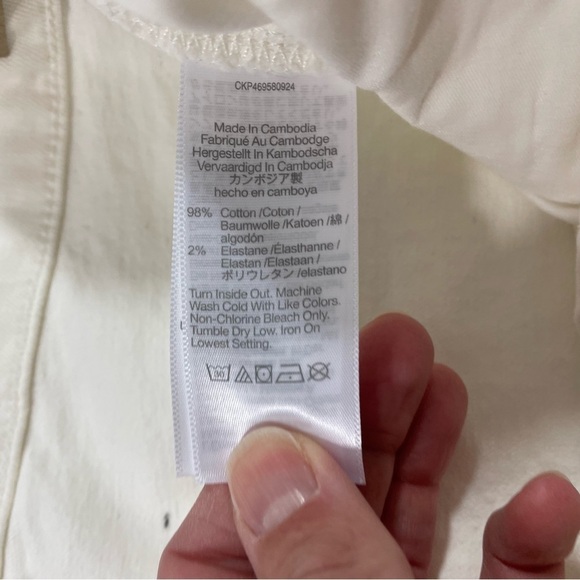 CKP469580924
Made In Cambodia
Fabriqué Au Cambodge
Hergestellt In Kambodscha
Vervaardigd In Cambodja
カンボジア製
hecho en camboya
98% Cotton /Coton /
Baumwolle /Katoen /綿 /
algodón
2% Elastane /Élasthanne /
Elastan /Elastaan /
ポリウレタン /elastano
Turn Inside Out. Machine
Wash Cold With Like Colors.
Non-Chlorine Bleach Only.
Tumble Dry Low. Iron On
Lowest Setting.
30